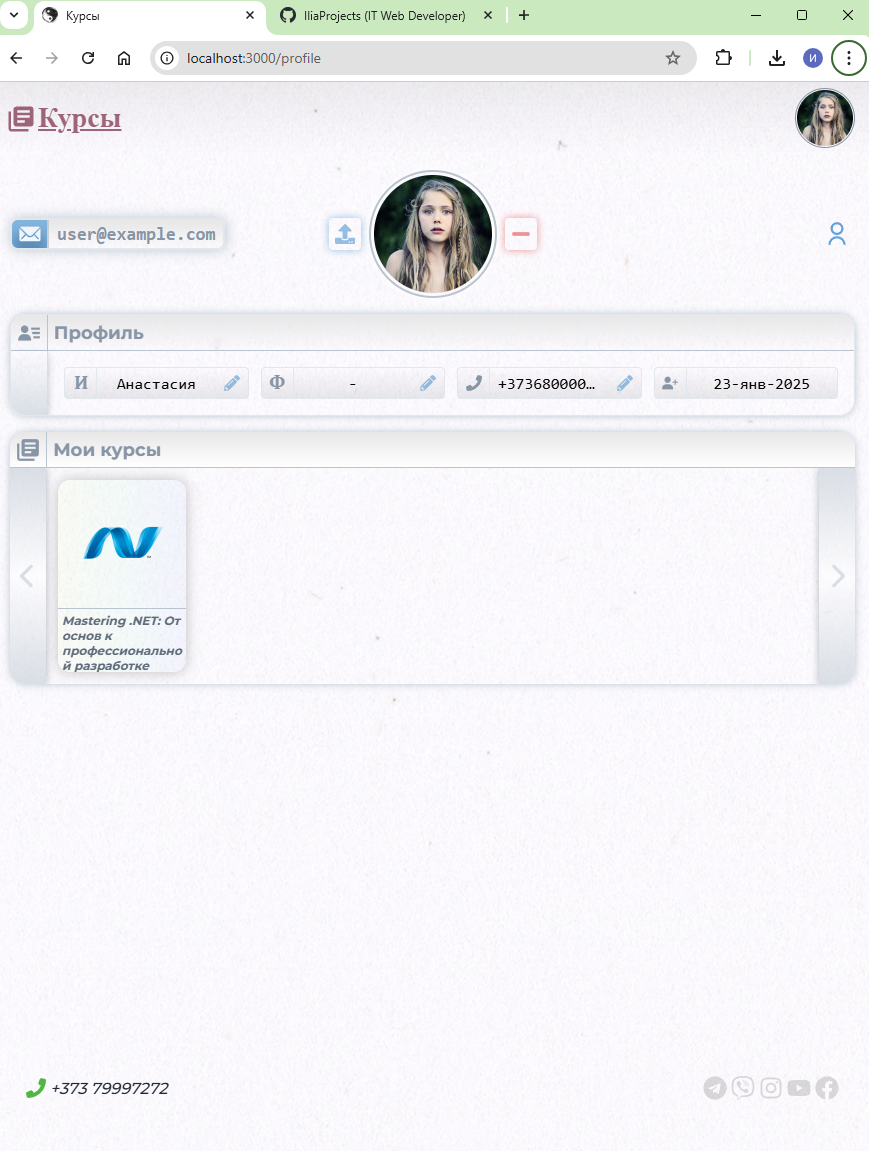 Курсы
IliaProjects (IT Web Developer)
localhost:3000/profile
И
Курсы
user@example.com
Профиль
И
Анастасия
Ф
-
+373680000…
23-янв-2025
Мои курсы
Mastering .NET: От
основ к
профессионально
й разработке
+373 79997272